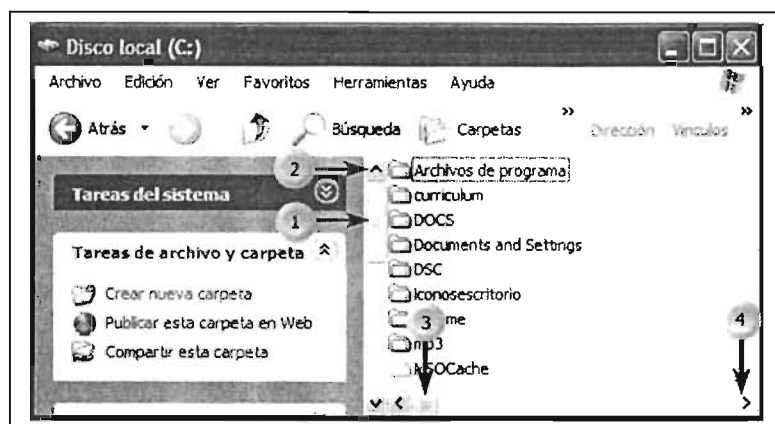 Disco local (C:)
Archivo Edición Ver Favoritos Herramientas Ayuda
Atrás Búsqueda Carpetas » Dirección Vínculos »
Tareas del sistema
Tareas de archivo y carpeta
Crear nueva carpeta
Publicar esta carpeta en Web
Compartir esta carpeta
2
1
Archivos de programa
curriculum
DOCS
Documents and Settings
DSC
Iconosescritorio
me
mp3
MSOCache
3
4